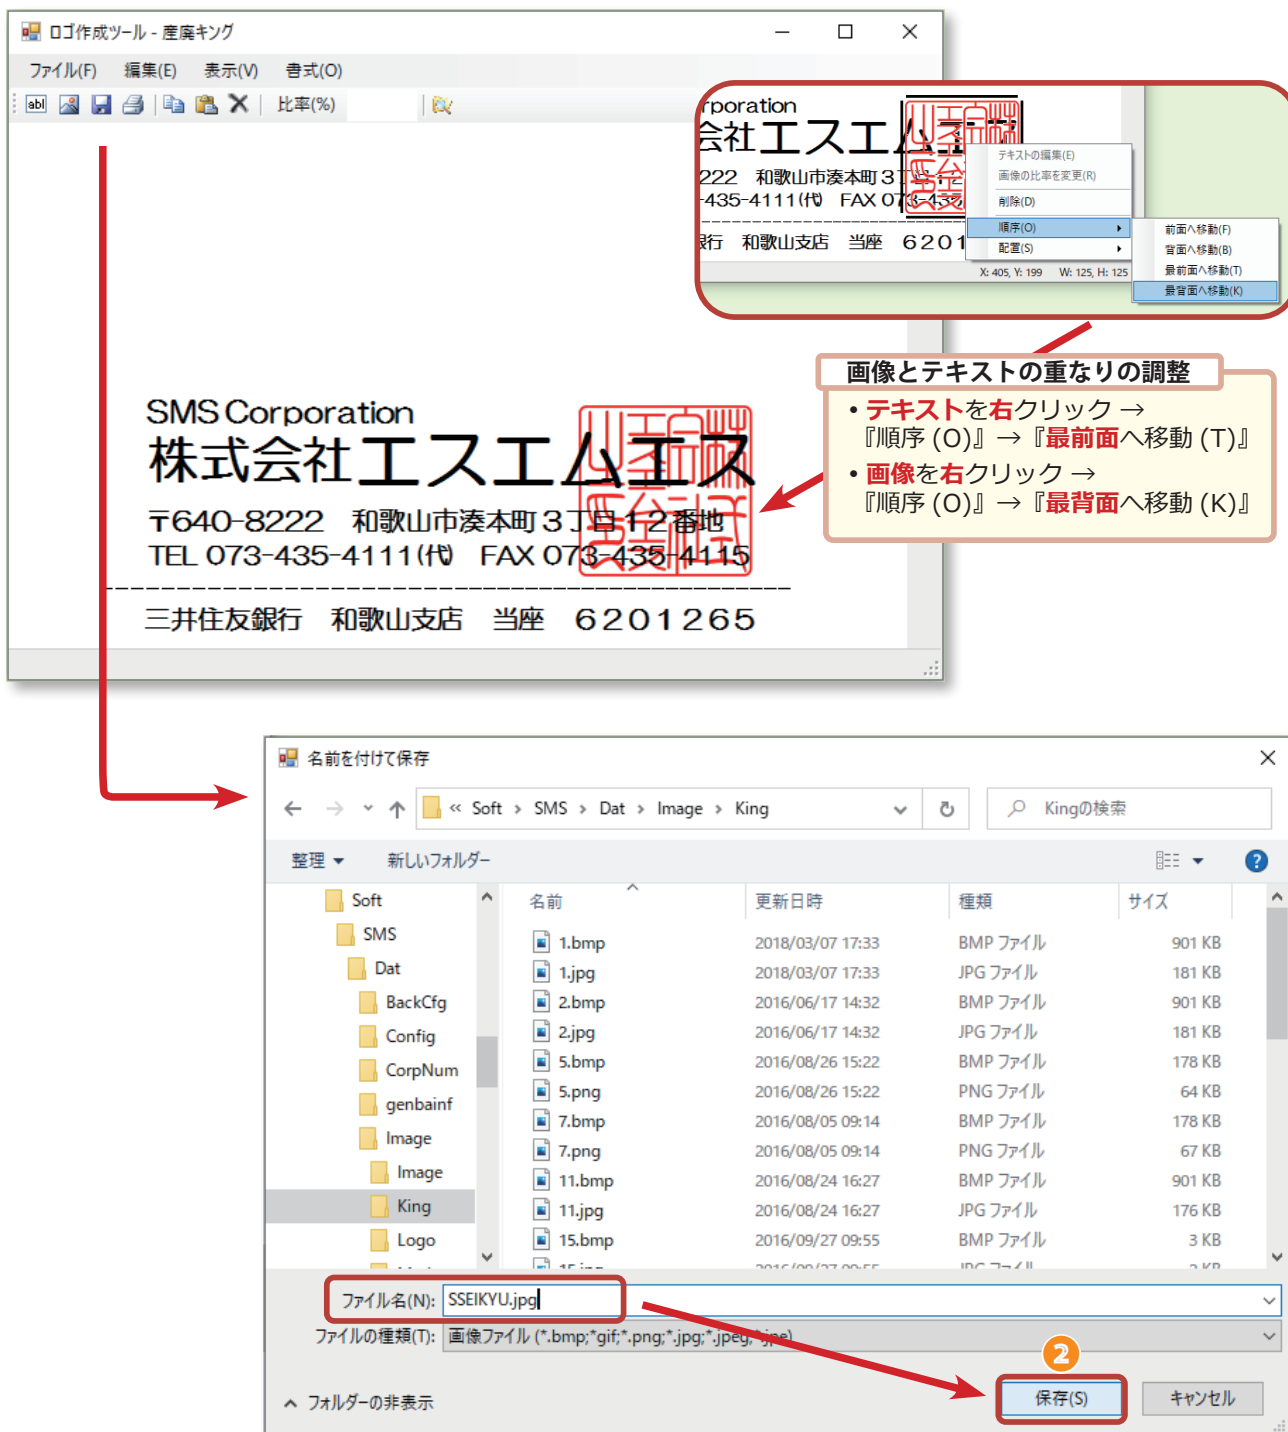 ロゴ作成ツール - 産廃キング
ファイル(F) 編集(E) 表示(V) 書式(O)
abl 比率(%)
rporation
会社エスエムエス
222 和歌山市湊本町3丁目12
-435-4111(代) FAX 073-435
銀行 和歌山支店 当座 6201
テキストの編集(E)
画像の比率を変更(R)
削除(D)
順序(O)
配置(S)
前面へ移動(F)
背面へ移動(B)
最前面へ移動(T)
最背面へ移動(K)
X: 405, Y: 199 W: 125, H: 125
画像とテキストの重なりの調整
• テキストを右クリック →
『順序 (O)』→『最前面へ移動 (T)』
• 画像を右クリック →
『順序 (O)』→『最背面へ移動 (K)』
SMS Corporation
株式会社エスエムエス
〒640-8222 和歌山市湊本町3丁目12番地
TEL 073-435-4111(代) FAX 073-435-4115
三井住友銀行 和歌山支店 当座 6201265
名前を付けて保存
« Soft › SMS › Dat › Image › King
Kingの検索
整理 新しいフォルダー
Soft
SMS
Dat
BackCfg
Config
CorpNum
genbainf
Image
Image
King
Logo
名前 更新日時 種類 サイズ
1.bmp 2018/03/07 17:33 BMP ファイル 901 KB
1.jpg 2018/03/07 17:33 JPG ファイル 181 KB
2.bmp 2016/06/17 14:32 BMP ファイル 901 KB
2.jpg 2016/06/17 14:32 JPG ファイル 181 KB
5.bmp 2016/08/26 15:22 BMP ファイル 178 KB
5.png 2016/08/26 15:22 PNG ファイル 64 KB
7.bmp 2016/08/05 09:14 BMP ファイル 178 KB
7.png 2016/08/05 09:14 PNG ファイル 67 KB
11.bmp 2016/08/24 16:27 BMP ファイル 901 KB
11.jpg 2016/08/24 16:27 JPG ファイル 176 KB
15.bmp 2016/09/27 09:55 BMP ファイル 3 KB
ファイル名(N): SSEIKYU.jpg
ファイルの種類(T): 画像ファイル (*.bmp;*gif;*.png;*.jpg;*.jpeg;*.jpe)
2
フォルダーの非表示
保存(S) キャンセル